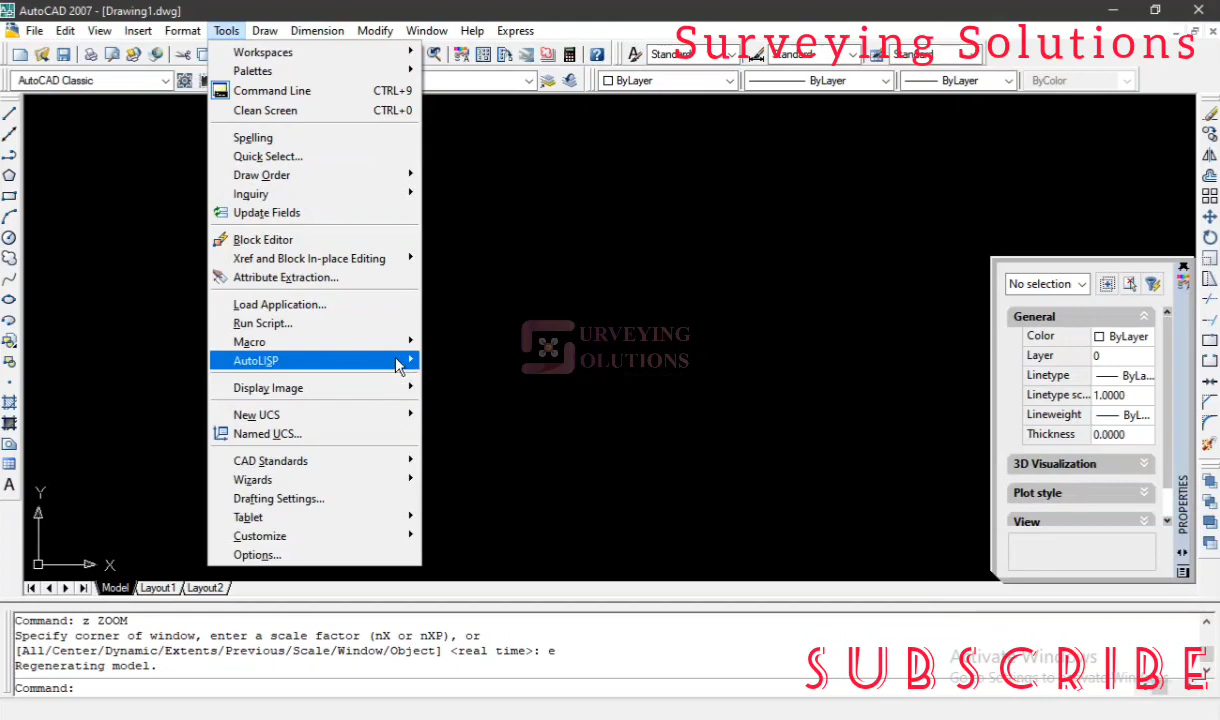 AutoCAD 2007 - [Drawing1.dwg]
File Edit View Insert Format Tools Draw Dimension Modify Window Help Express
Surveying Solutions
Standard
Standard
AutoCAD Classic
ByLayer
ByLayer
ByLayer
ByColor
Workspaces
Palettes
Command Line CTRL+9
Clean Screen CTRL+0
Spelling
Quick Select...
Draw Order
Inquiry
Update Fields
Block Editor
Xref and Block In-place Editing
Attribute Extraction...
Load Application...
Run Script...
Macro
AutoLISP
Display Image
New UCS
Named UCS...
CAD Standards
Wizards
Drafting Settings...
Tablet
Customize
Options...
SURVEYING
SOLUTIONS
No selection
General
Color ByLayer
Layer 0
Linetype ByLa...
Linetype sc... 1.0000
Lineweight ByL...
Thickness 0.0000
3D Visualization
Plot style
View
PROPERTIES
A
Y
X
Model Layout1 Layout2
Command: z ZOOM
Specify corner of window, enter a scale factor (nX or nXP), or
[All/Center/Dynamic/Extents/Previous/Scale/Window/Object] <real time>: e
Regenerating model.
Command:
Activate Windows
SUBSCRIBE